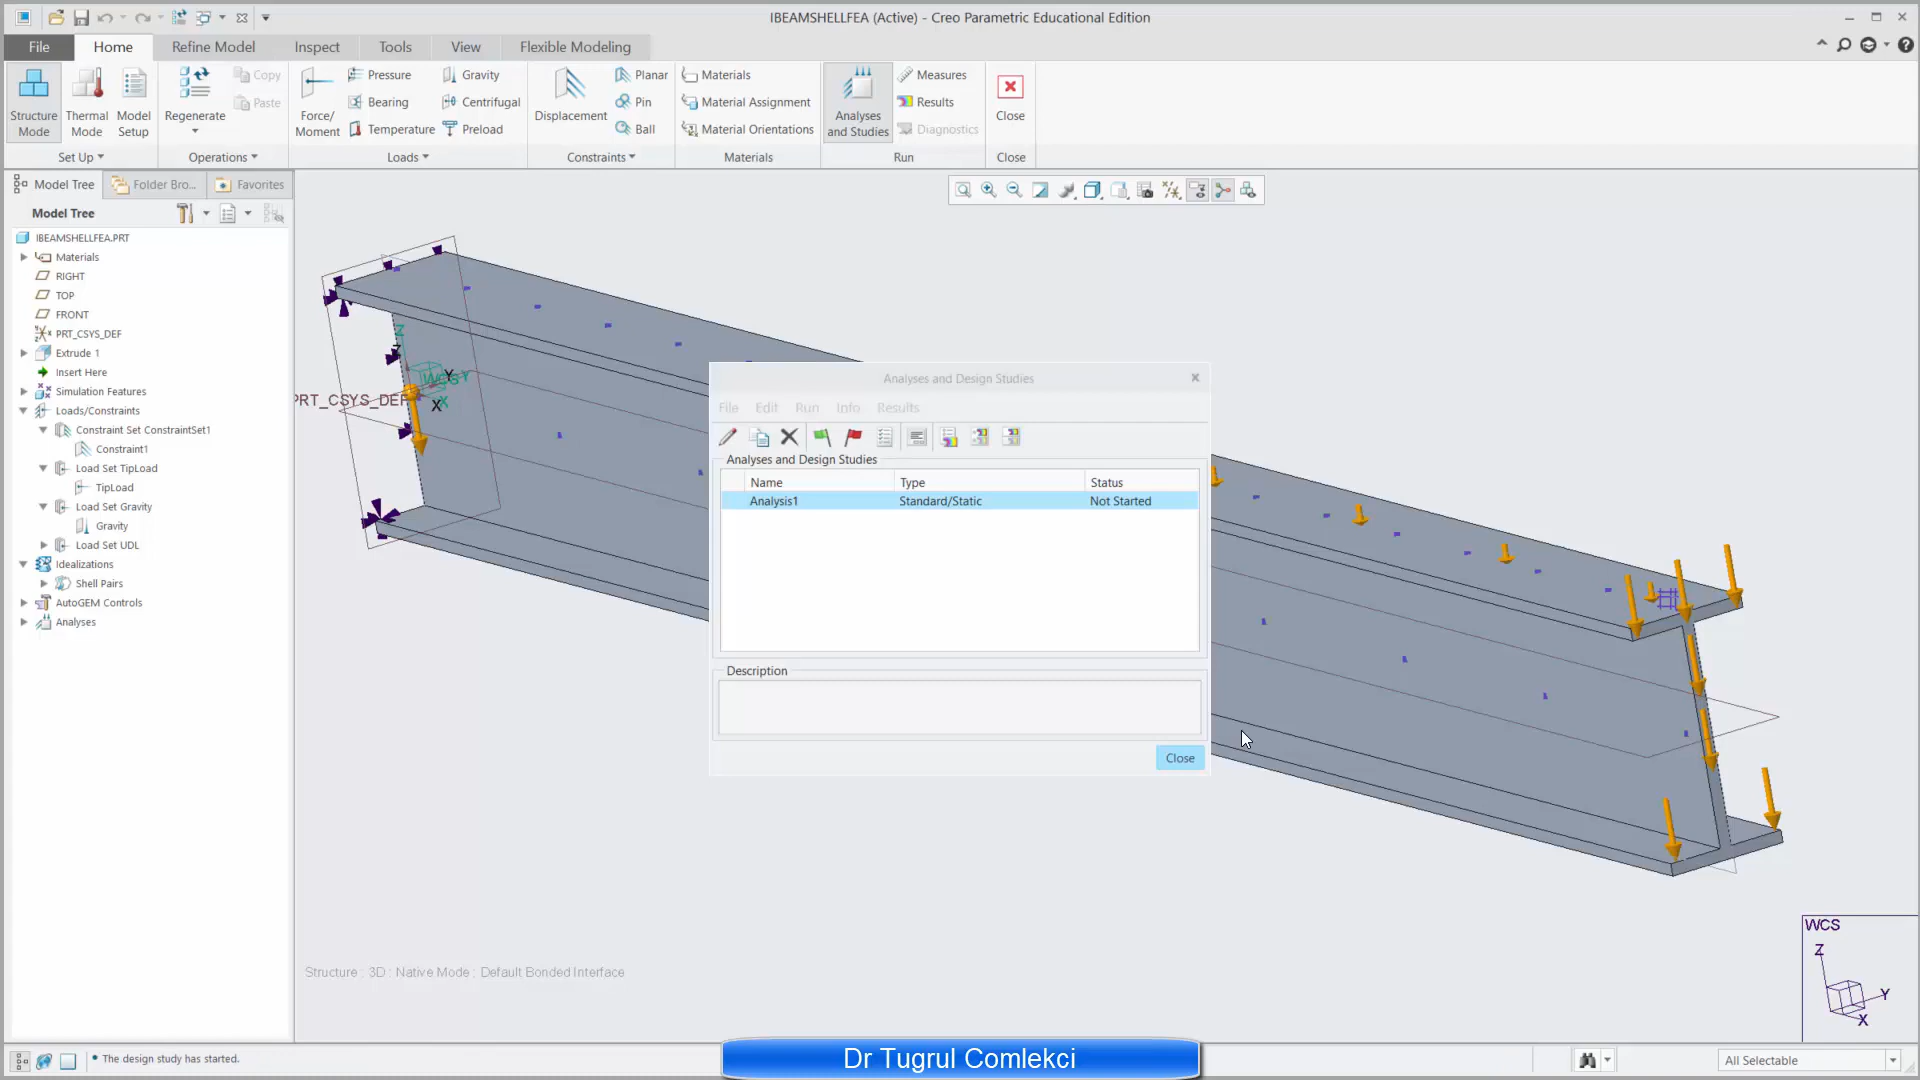 IBEAMSHELLFEA (Active) - Creo Parametric Educational Edition
File Home Refine Model Inspect Tools View Flexible Modeling
Structure Mode
Thermal Mode
Model Setup
Set Up
Regenerate
Copy
Paste
Operations
Force/ Moment
Pressure
Bearing
Temperature
Gravity
Centrifugal
Preload
Loads
Displacement
Planar
Pin
Ball
Constraints
Materials
Material Assignment
Material Orientations
Materials
Analyses and Studies
Measures
Results
Diagnostics
Run
Close
Close
Model Tree Folder Bro... Favorites
Model Tree
IBEAMSHELLFEA.PRT
Materials
RIGHT
TOP
FRONT
PRT_CSYS_DEF
Extrude 1
Insert Here
Simulation Features
Loads/Constraints
Constraint Set ConstraintSet1
Constraint1
Load Set TipLoad
TipLoad
Load Set Gravity
Gravity
Load Set UDL
Idealizations
Shell Pairs
AutoGEM Controls
Analyses
Z
Z
WCS Y
Y
X
X
PRT_CSYS_DEF
Analyses and Design Studies
File Edit Run Info Results
Analyses and Design Studies
Name Type Status
Analysis1 Standard/Static Not Started
Description
Close
Structure : 3D : Native Mode : Default Bonded Interface
WCS
Z
Y
X
The design study has started.
Dr Tugrul Comlekci
All Selectable